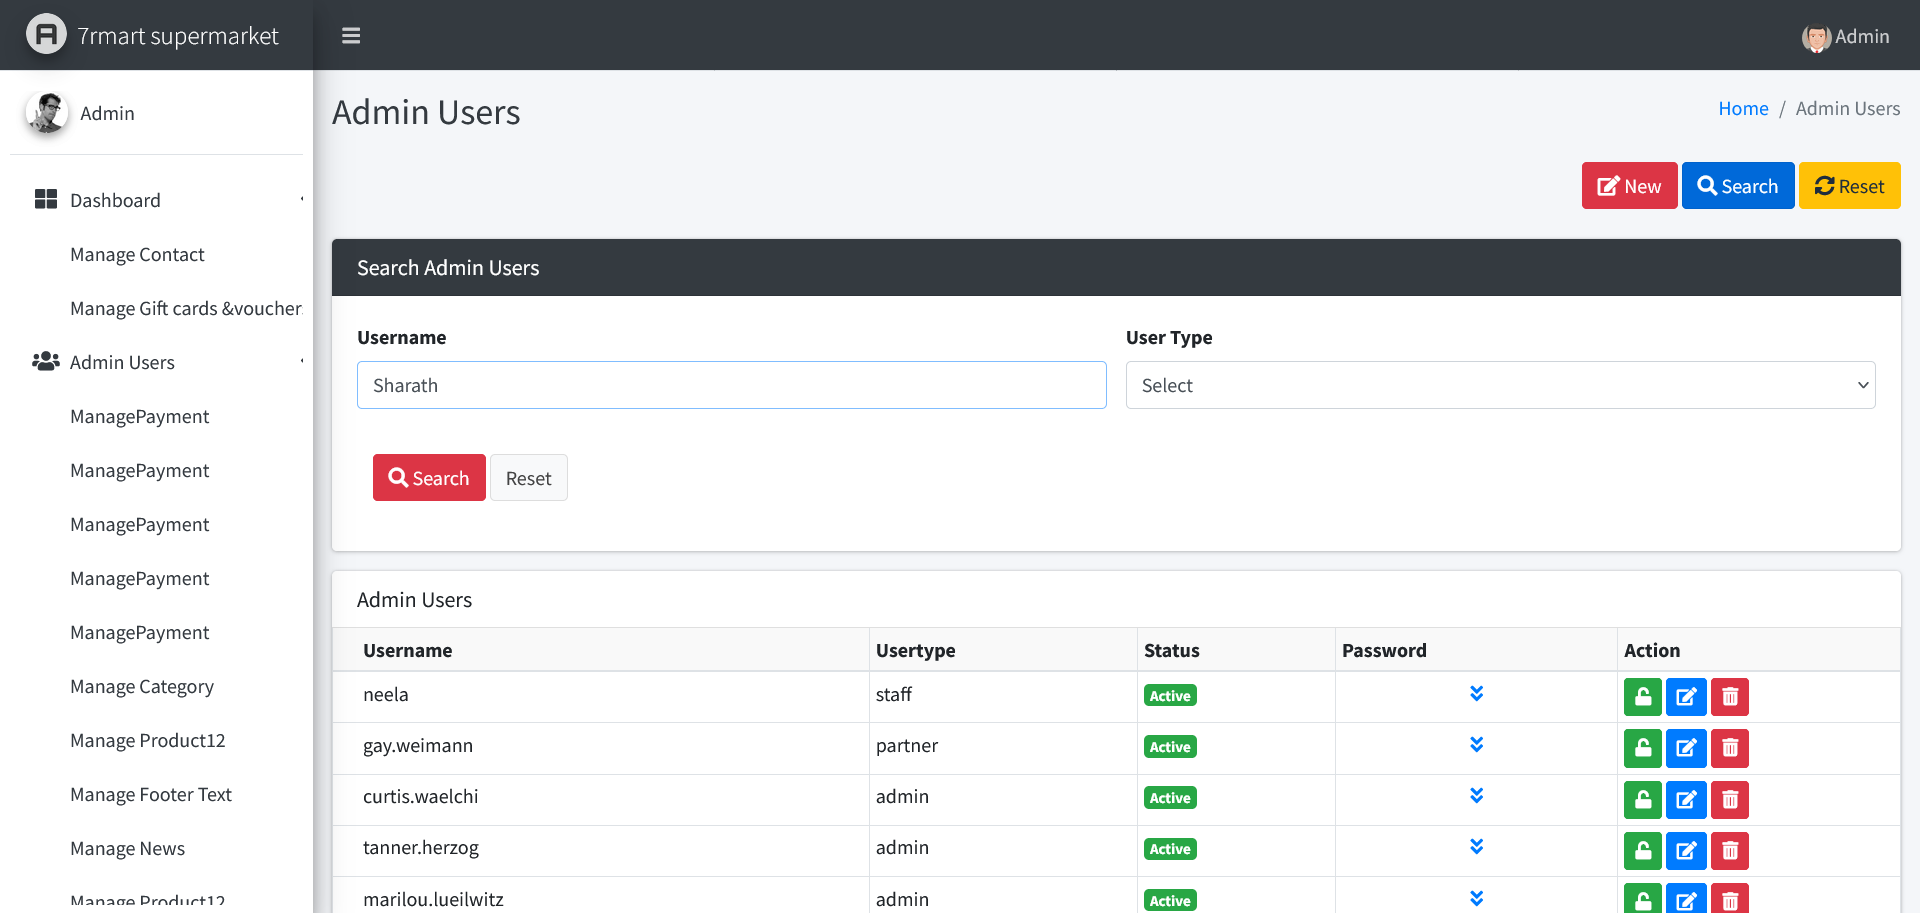 7rmart supermarket
Admin
Admin
Dashboard
Manage Contact
Manage Gift cards &voucher
Admin Users
ManagePayment
ManagePayment
ManagePayment
ManagePayment
ManagePayment
Manage Category
Manage Product12
Manage Footer Text
Manage News
Manage Product12
Admin Users
Home / Admin Users
New Search Reset
Search Admin Users
Username User Type
Sharath Select
Search Reset
Admin Users
Username Usertype Status Password Action
neela staff Active
gay.weimann partner Active
curtis.waelchi admin Active
tanner.herzog admin Active
marilou.lueilwitz admin Active